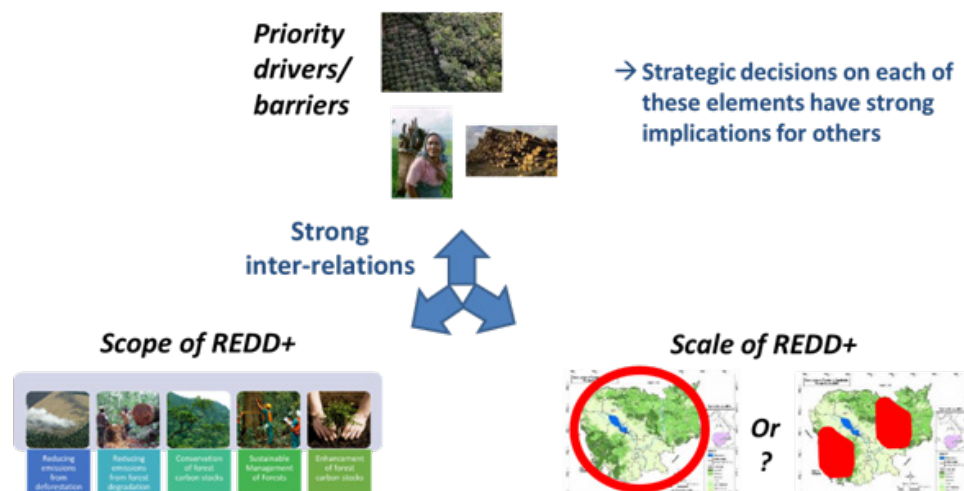 Priority
drivers/
barriers
→ Strategic decisions on each of
these elements have strong
implications for others
Strong
inter-relations
Scope of REDD+
Scale of REDD+
Reducing
emissions
from
deforestation
Reducing
emissions
from forest
degradation
Conservation
of forest
carbon stocks
Sustainable
Management
of Forests
Enhancement
of forest
carbon stocks
Or
?